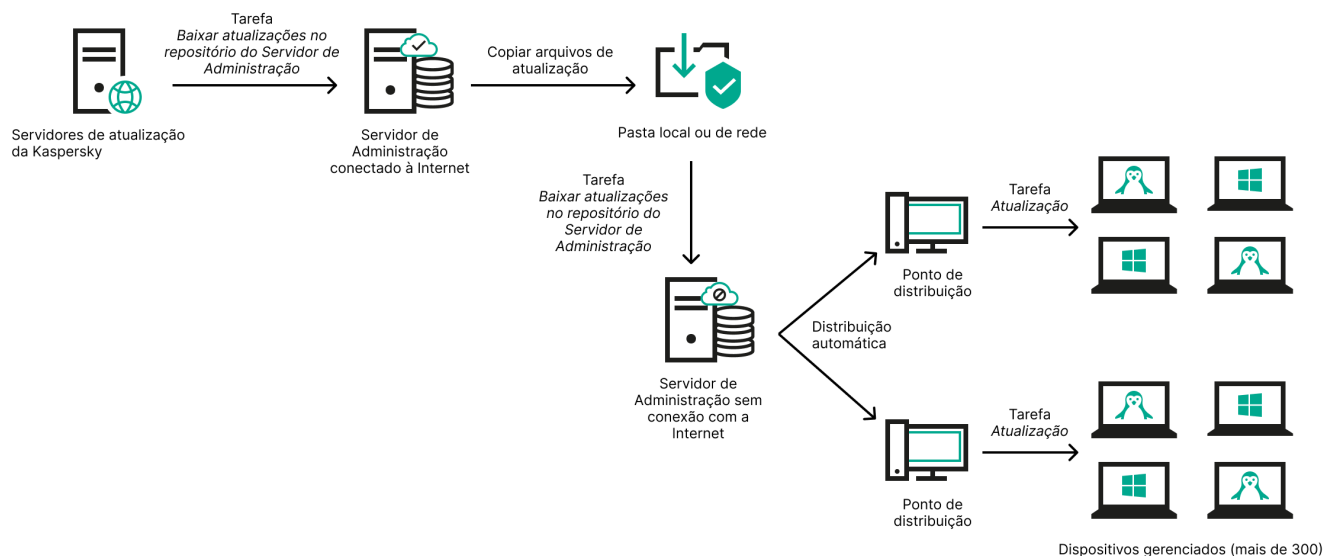 Tarefa
Baixar atualizações no
repositório do Servidor de
Administração
Servidores de atualização
da Kaspersky
Servidor de
Administração
conectado à Internet
Copiar arquivos de
atualização
Pasta local ou de rede
Tarefa
Baixar atualizações
no repositório do
Servidor de
Administração
Servidor de
Administração sem
conexão com a
Internet
Distribuição
automática
Ponto de
distribuição
Tarefa
Atualização
Ponto de
distribuição
Tarefa
Atualização
Dispositivos gerenciados (mais de 300)